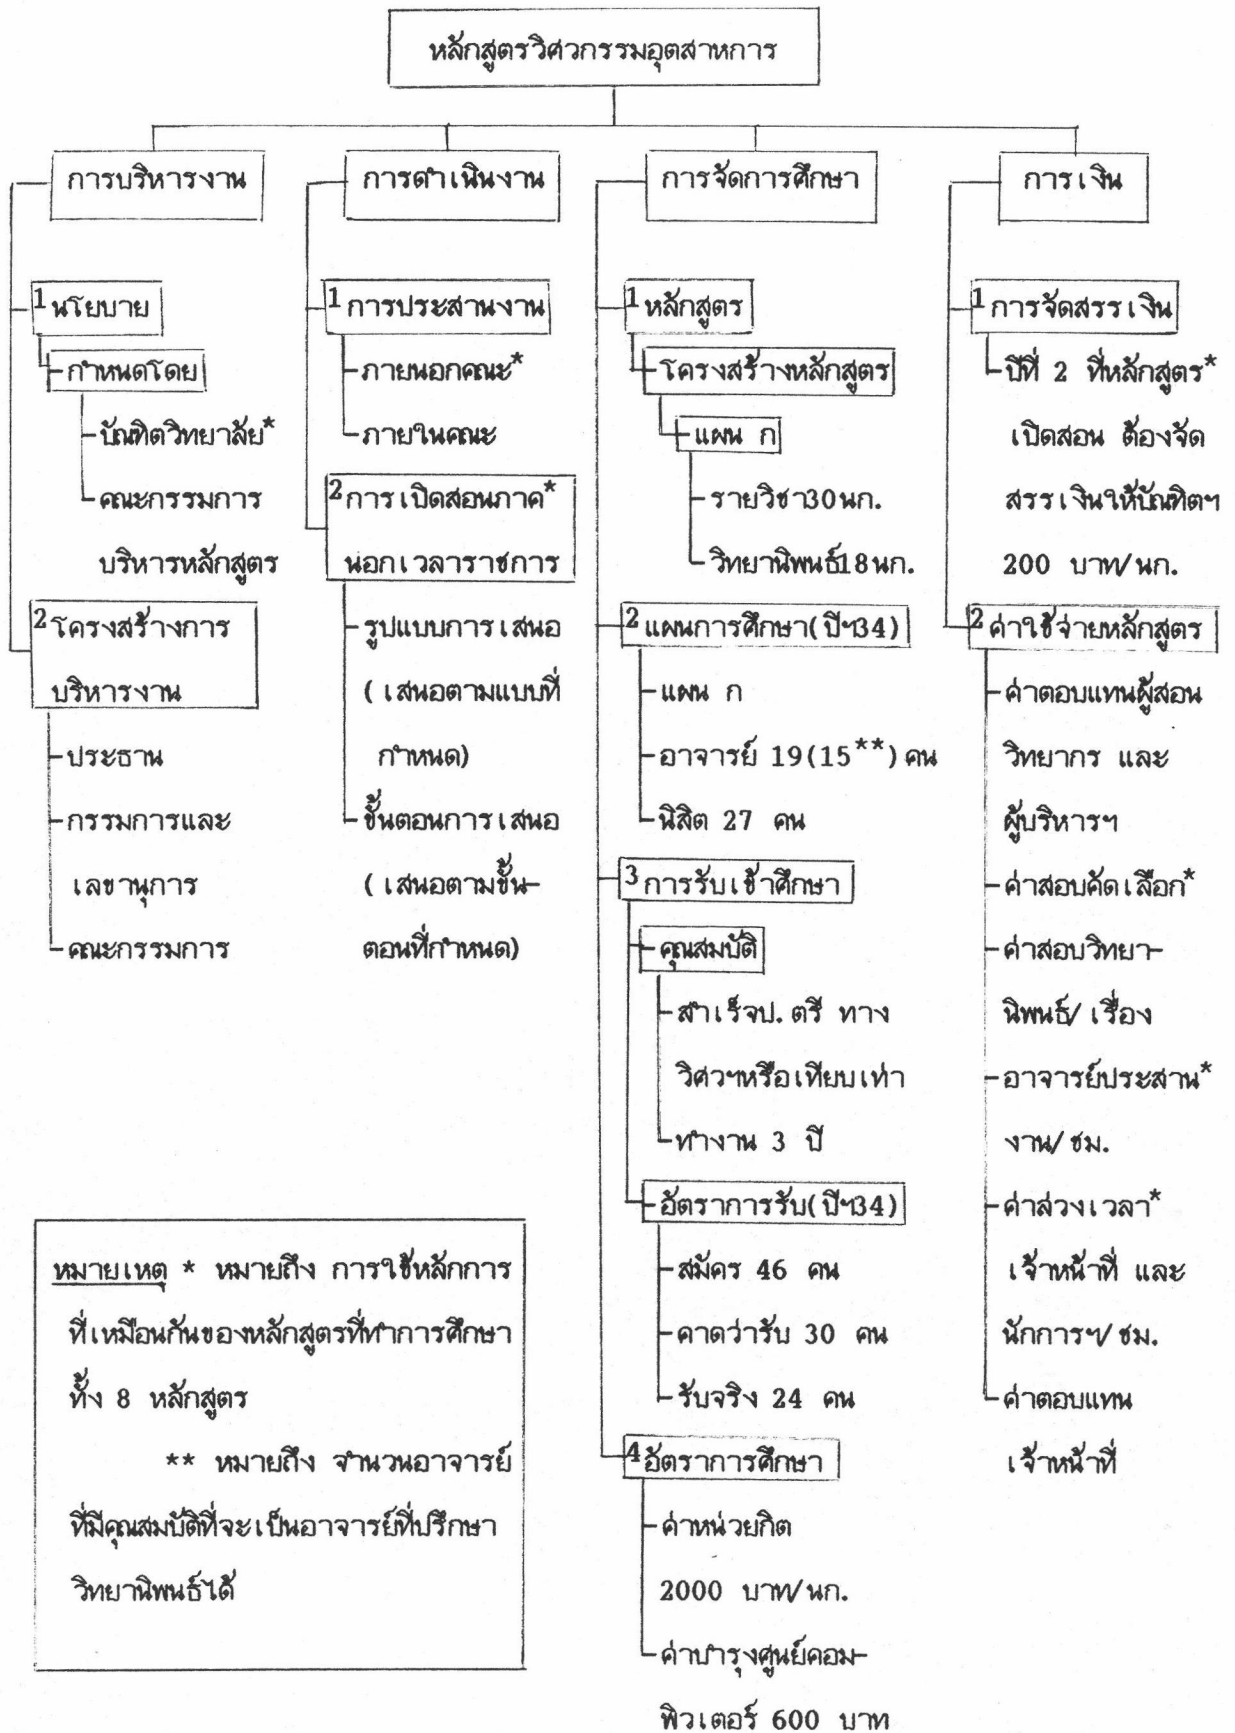 หลักสูตรวิศวกรรมอุตสาหการ
การบริหารงาน
1 นโยบาย
กำหนดโดย
บัณฑิตวิทยาลัย*
คณะกรรมการ
บริหารหลักสูตร
2 โครงสร้างการ
บริหารงาน
ประธาน
กรรมการและ
เลขานุการ
คณะกรรมการ
การดำเนินงาน
1 การประสานงาน
ภายนอกคณะ*
ภายในคณะ
2 การเปิดสอนภาค*
นอกเวลาราชการ
รูปแบบการเสนอ
(เสนอตามแบบที่
กำหนด)
ขั้นตอนการเสนอ
(เสนอตามขั้น-
ตอนที่กำหนด)
การจัดการศึกษา
1 หลักสูตร
โครงสร้างหลักสูตร
แผน ก
รายวิชา30นก.
วิทยานิพนธ์18นก.
2 แผนการศึกษา(ปีฯ34)
แผน ก
อาจารย์ 19(15**)คน
นิสิต 27 คน
3 การรับเข้าศึกษา
คุณสมบัติ
สำเร็จป.ตรี ทาง
วิศวฯหรือเทียบเท่า
ทำงาน 3 ปี
อัตราการรับ(ปีฯ34)
สมัคร 46 คน
คาดว่ารับ 30 คน
รับจริง 24 คน
4 อัตราการศึกษา
ค่าหน่วยกิต
2000 บาท/นก.
ค่าบำรุงศูนย์คอม-
พิวเตอร์ 600 บาท
การเงิน
1 การจัดสรรเงิน
ปีที่ 2 ที่หลักสูตร*
เปิดสอน ต้องจัด
สรรเงินให้บัณฑิตฯ
200 บาท/นก.
2 ค่าใช้จ่ายหลักสูตร
ค่าตอบแทนผู้สอน
วิทยากร และ
ผู้บริหารฯ
ค่าสอบคัดเลือก*
ค่าสอบวิทยา-
นิพนธ์/เรื่อง
อาจารย์ประสาน*
งาน/ชม.
ค่าล่วงเวลา*
เจ้าหน้าที่ และ
นักการฯ/ชม.
ค่าตอบแทน
เจ้าหน้าที่
หมายเหตุ * หมายถึง การใช้หลักการ
ที่เหมือนกันของหลักสูตรที่ทำการศึกษา
ทั้ง 8 หลักสูตร
** หมายถึง จำนวนอาจารย์
ที่มีคุณสมบัติที่จะเป็นอาจารย์ที่ปรึกษา
วิทยานิพนธ์ได้